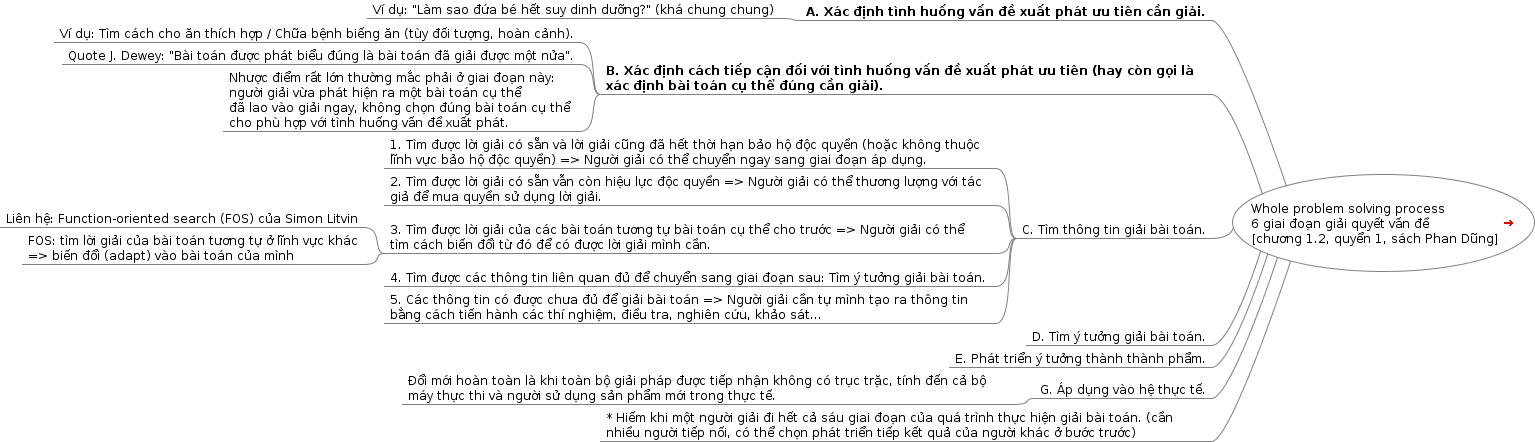 Whole problem solving process
6 giai đoạn giải quyết vấn đề
[chương 1.2, quyển 1, sách Phan Dũng]
A. Xác định tình huống vấn đề xuất phát ưu tiên cần giải.
Ví dụ: "Làm sao đứa bé hết suy dinh dưỡng?" (khá chung chung)
B. Xác định cách tiếp cận đối với tình huống vấn đề xuất phát ưu tiên (hay còn gọi là
xác định bài toán cụ thể đúng cần giải).
Ví dụ: Tìm cách cho ăn thích hợp / Chữa bệnh biếng ăn (tùy đối tượng, hoàn cảnh).
Quote J. Dewey: "Bài toán được phát biểu đúng là bài toán đã giải được một nửa".
Nhược điểm rất lớn thường mắc phải ở giai đoạn này:
người giải vừa phát hiện ra một bài toán cụ thể
đã lao vào giải ngay, không chọn đúng bài toán cụ thể
cho phù hợp với tình huống vấn đề xuất phát.
C. Tìm thông tin giải bài toán.
1. Tìm được lời giải có sẵn và lời giải cũng đã hết thời hạn bảo hộ độc quyền (hoặc không thuộc
lĩnh vực bảo hộ độc quyền) => Người giải có thể chuyển ngay sang giai đoạn áp dụng.
2. Tìm được lời giải có sẵn vẫn còn hiệu lực độc quyền => Người giải có thể thương lượng với tác
giả để mua quyền sử dụng lời giải.
3. Tìm được lời giải của các bài toán tương tự bài toán cụ thể cho trước => Người giải có thể
tìm cách biến đổi từ đó để có được lời giải mình cần.
Liên hệ: Function-oriented search (FOS) của Simon Litvin
FOS: tìm lời giải của bài toán tương tự ở lĩnh vực khác
=> biến đổi (adapt) vào bài toán của mình
4. Tìm được các thông tin liên quan đủ để chuyển sang giai đoạn sau: Tìm ý tưởng giải bài toán.
5. Các thông tin có được chưa đủ để giải bài toán => Người giải cần tự mình tạo ra thông tin
bằng cách tiến hành các thí nghiệm, điều tra, nghiên cứu, khảo sát...
D. Tìm ý tưởng giải bài toán.
E. Phát triển ý tưởng thành thành phẩm.
G. Áp dụng vào hệ thực tế.
Đổi mới hoàn toàn là khi toàn bộ giải pháp được tiếp nhận không có trục trặc, tính đến cả bộ
máy thực thi và người sử dụng sản phẩm mới trong thực tế.
* Hiếm khi một người giải đi hết cả sáu giai đoạn của quá trình thực hiện giải bài toán. (cần
nhiều người tiếp nối, có thể chọn phát triển tiếp kết quả của người khác ở bước trước)